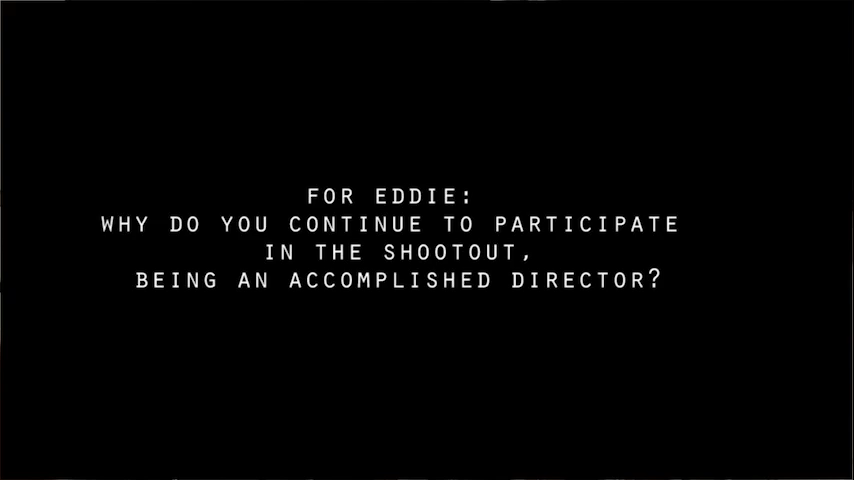 FOR EDDIE:
WHY DO YOU CONTINUE TO PARTICIPATE
IN THE SHOOTOUT,
BEING AN ACCOMPLISHED DIRECTOR?